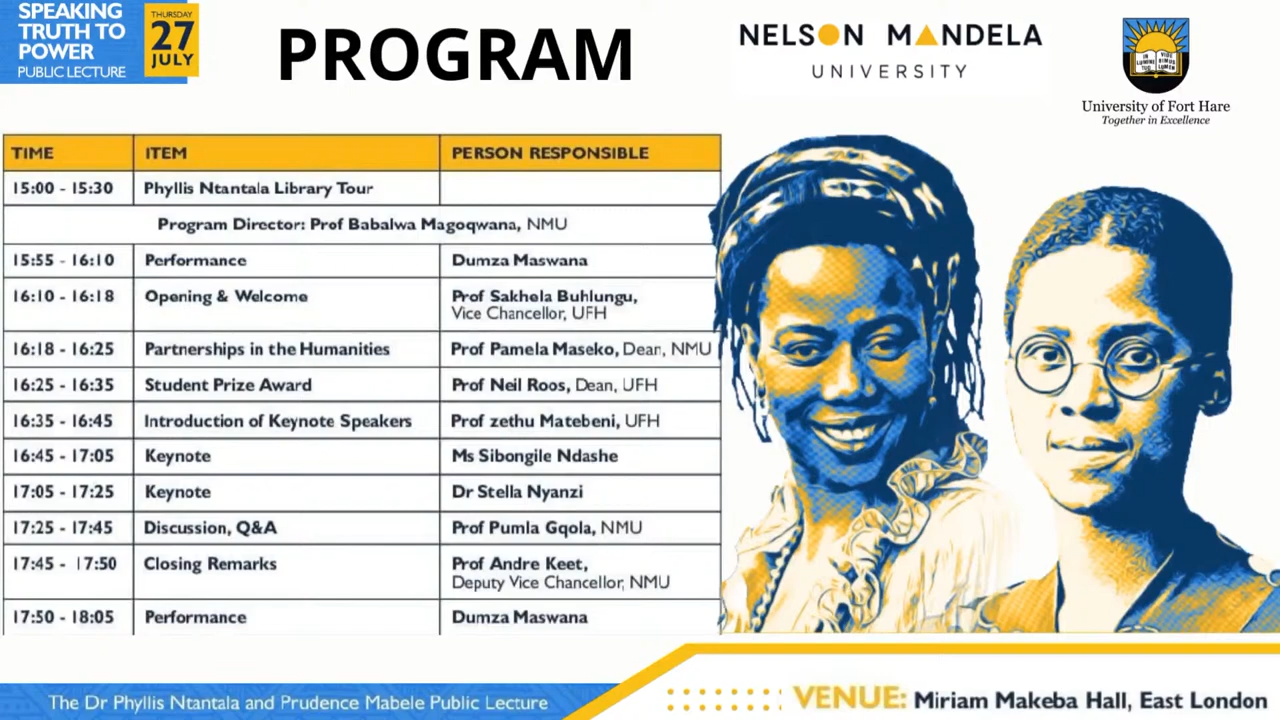 SPEAKING
TRUTH TO
POWER
PUBLIC LECTURE
THURSDAY
27
JULY
PROGRAM
NELSON MANDELA
UNIVERSITY
IN LUMINE TUO VIDE BIMUS LUMEN
University of Fort Hare
Together in Excellence
TIME ITEM PERSON RESPONSIBLE
15:00 - 15:30 Phyllis Ntantala Library Tour
Program Director: Prof Babalwa Magoqwana, NMU
15:55 - 16:10 Performance Dumza Maswana
16:10 - 16:18 Opening & Welcome Prof Sakhela Buhlungu,
Vice Chancellor, UFH
16:18 - 16:25 Partnerships in the Humanities Prof Pamela Maseko, Dean, NMU
16:25 - 16:35 Student Prize Award Prof Neil Roos, Dean, UFH
16:35 - 16:45 Introduction of Keynote Speakers Prof zethu Matebeni, UFH
16:45 - 17:05 Keynote Ms Sibongile Ndashe
17:05 - 17:25 Keynote Dr Stella Nyanzi
17:25 - 17:45 Discussion, Q&A Prof Pumla Gqola, NMU
17:45 - 17:50 Closing Remarks Prof Andre Keet,
Deputy Vice Chancellor, NMU
17:50 - 18:05 Performance Dumza Maswana
The Dr Phyllis Ntantala and Prudence Mabele Public Lecture
VENUE: Miriam Makeba Hall, East London